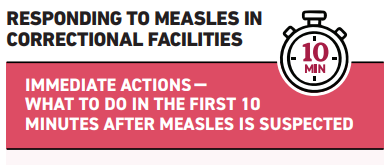 RESPONDING TO MEASLES IN
CORRECTIONAL FACILITIES
10
MIN
IMMEDIATE ACTIONS—
WHAT TO DO IN THE FIRST 10
MINUTES AFTER MEASLES IS SUSPECTED